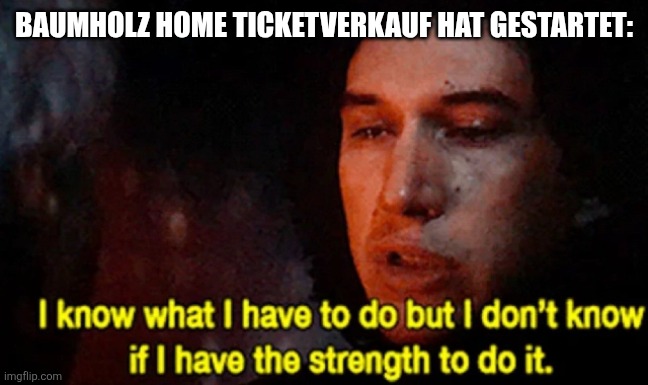 BAUMHOLZ HOME TICKETVERKAUF HAT GESTARTET:
I know what I have to do but I don't know
if I have the strength to do it.
imgflip.com